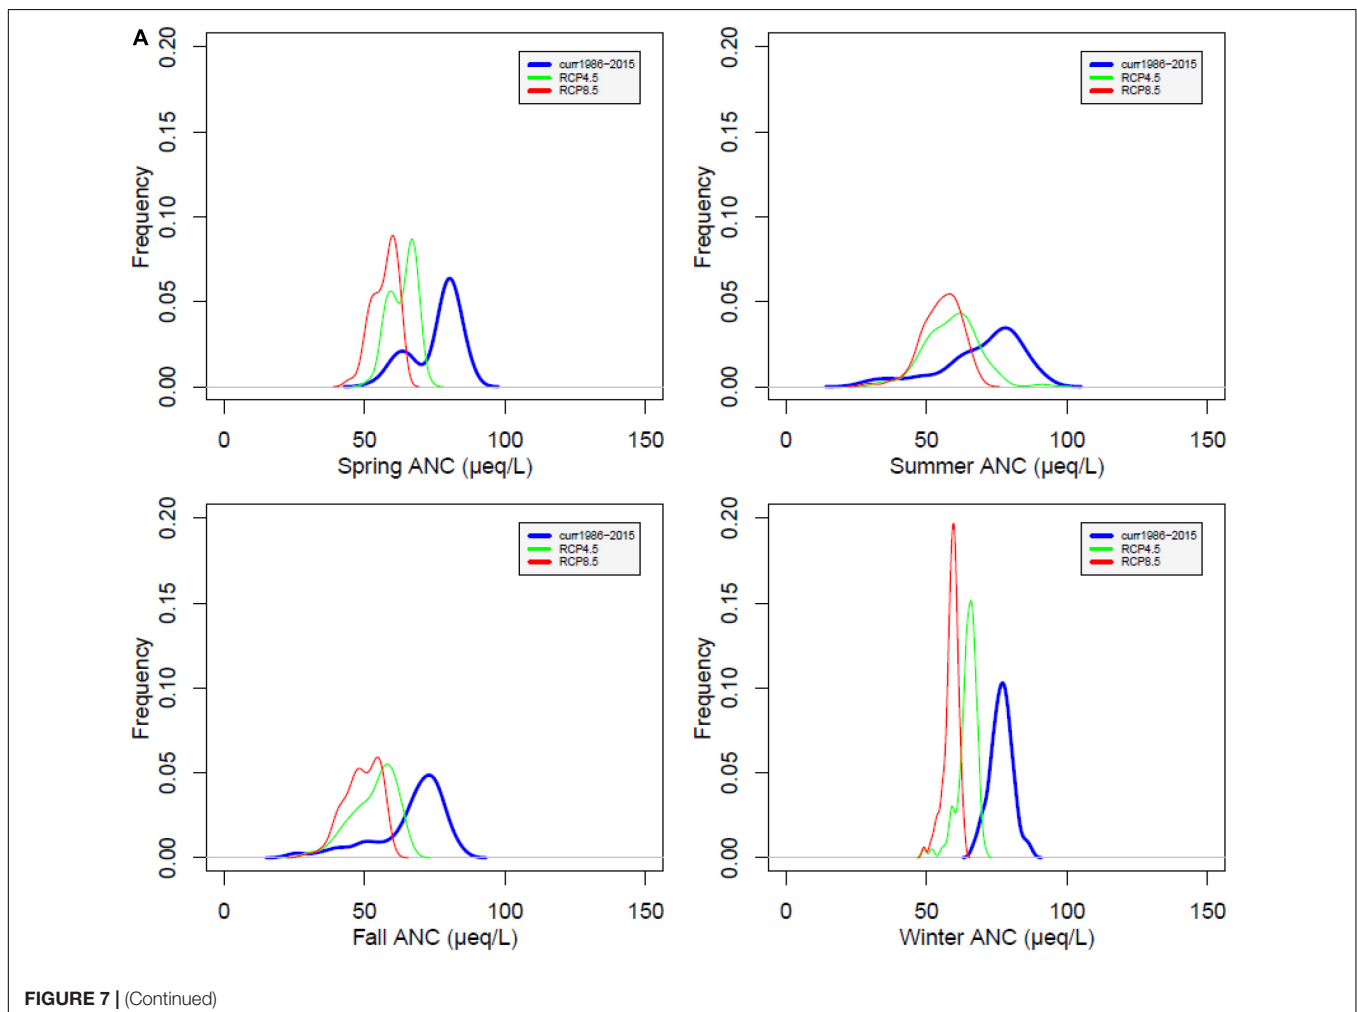 A
0.20
0.15
0.10
0.05
0.00
Frequency
curr1986–2015
RCP4.5
RCP8.5
0 50 100 150
Spring ANC (µeq/L)
0.20
0.15
0.10
0.05
0.00
Frequency
curr1986–2015
RCP4.5
RCP8.5
0 50 100 150
Summer ANC (µeq/L)
0.20
0.15
0.10
0.05
0.00
Frequency
curr1986–2015
RCP4.5
RCP8.5
0 50 100 150
Fall ANC (µeq/L)
0.20
0.15
0.10
0.05
0.00
Frequency
curr1986–2015
RCP4.5
RCP8.5
0 50 100 150
Winter ANC (µeq/L)
FIGURE 7 | (Continued)